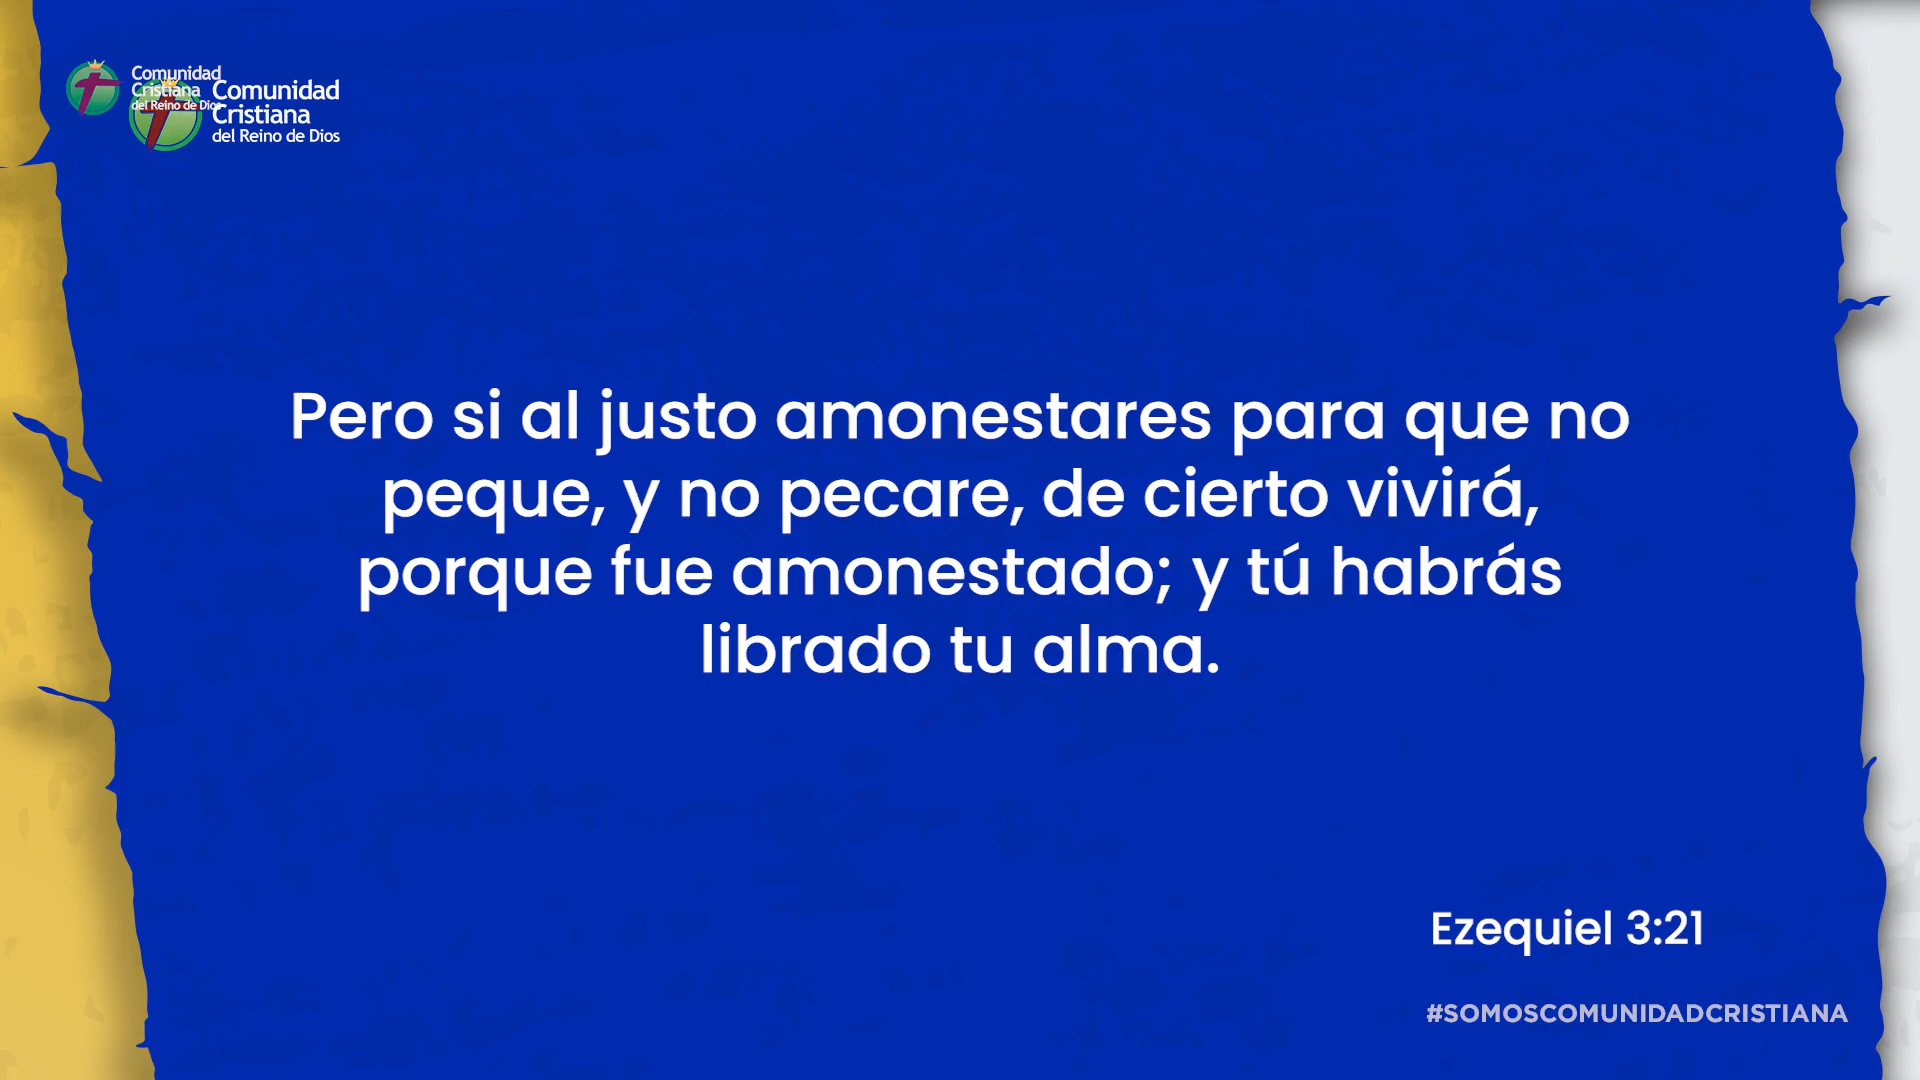 Comunidad
Cristiana
del Reino de Dios
Comunidad
Cristiana
del Reino de Dios
Pero si al justo amonestares para que no
peque, y no pecare, de cierto vivirá,
porque fue amonestado; y tú habrás
librado tu alma.
Ezequiel 3:21
#SOMOSCOMUNIDADCRISTIANA